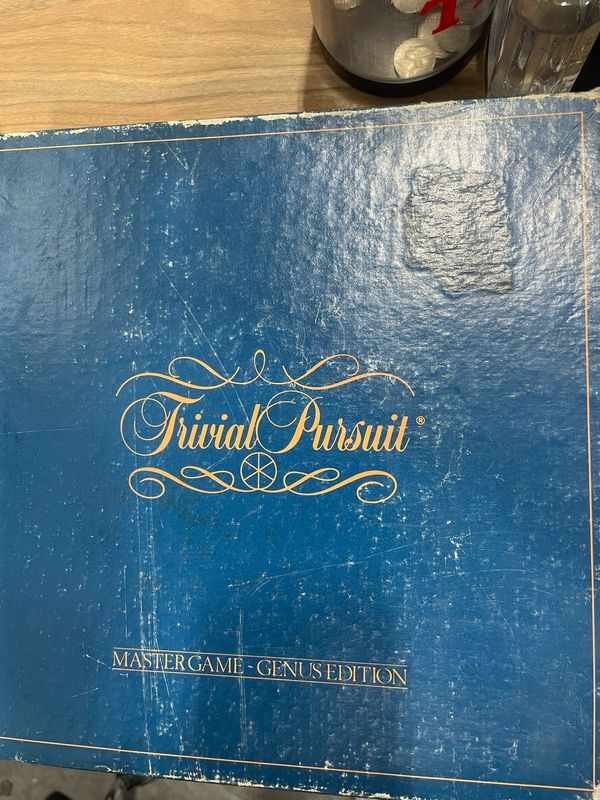 Trivial Pursuit®
MASTER GAME - GENUS EDITION